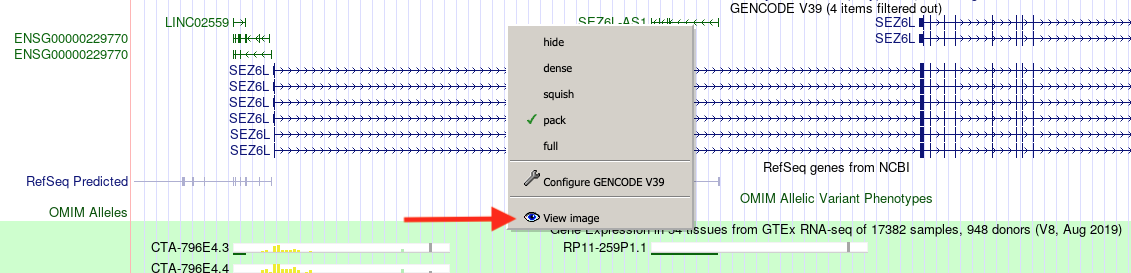 GENCODE V39 (4 items filtered out)
LINC02559
SEZ6L-AS1
SEZ6L
ENSG00000229770
SEZ6L
ENSG00000229770
SEZ6L
SEZ6L
SEZ6L
SEZ6L
SEZ6L
SEZ6L
hide
dense
squish
pack
full
Configure GENCODE V39
View image
RefSeq genes from NCBI
RefSeq Predicted
OMIM Allelic Variant Phenotypes
OMIM Alleles
Gene Expression in 54 tissues from GTEx RNA-seq of 17382 samples, 948 donors (V8, Aug 2019)
CTA-796E4.3
RP11-259P1.1
CTA-796E4.4